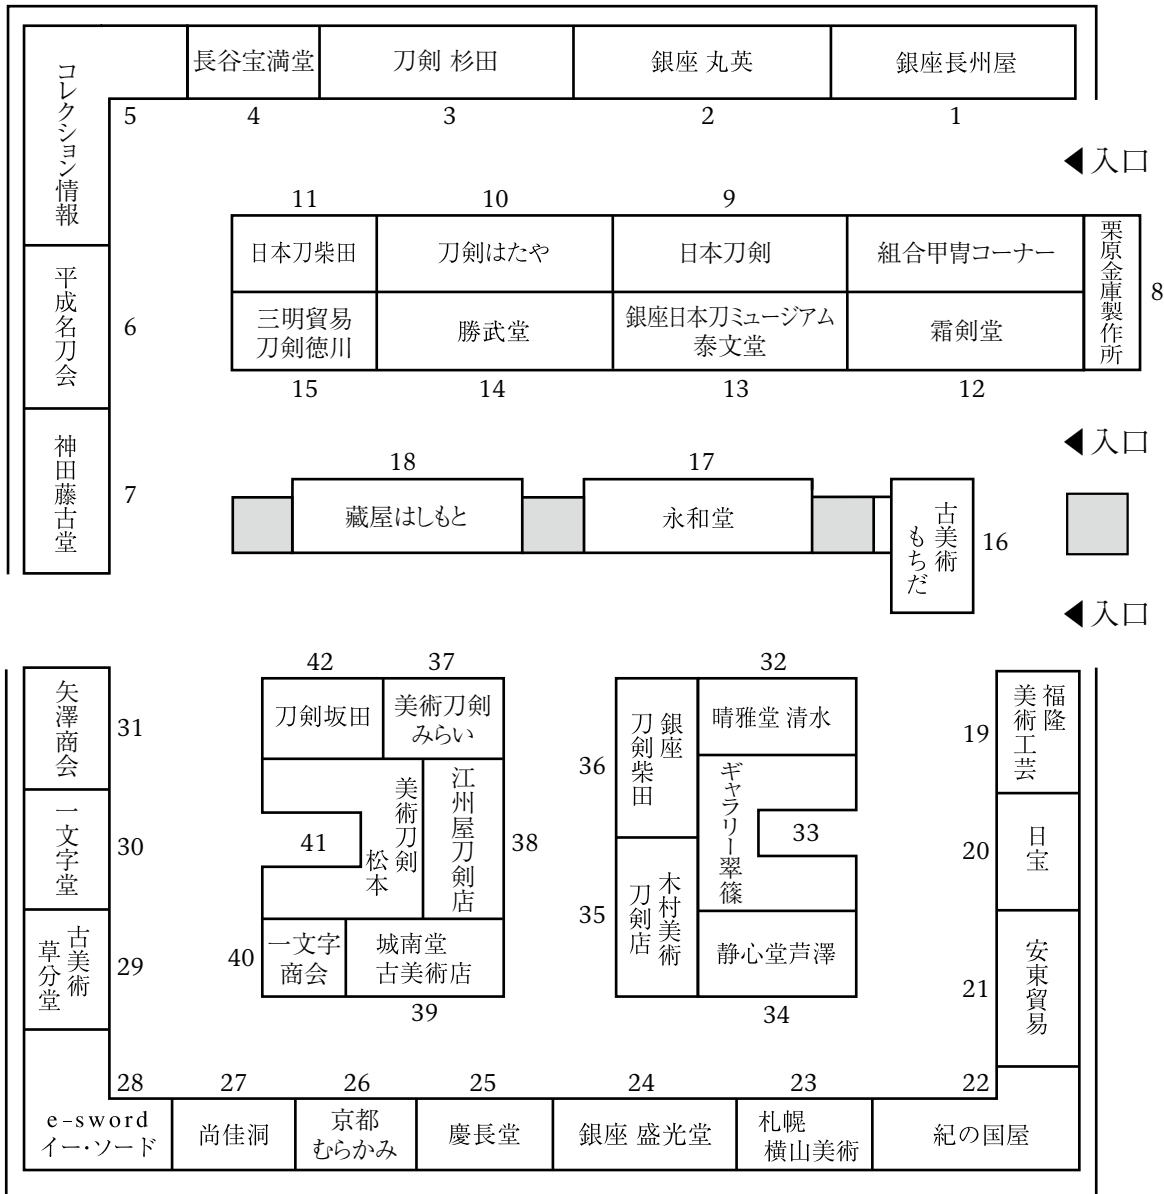 長谷宝満堂
刀剣 杉田
銀座 丸英
銀座長州屋
コレクション情報
5
4
3
2
1
入口
11
10
9
日本刀柴田
刀剣はたや
日本刀剣
組合甲冑コーナー
栗原金庫製作所
8
平成名刀会
6
三明貿易
刀剣徳川
勝武堂
銀座日本刀ミュージアム
泰文堂
霜剣堂
15
14
13
12
入口
神田藤古堂
7
18
17
藏屋はしもと
永和堂
古美術
もちだ
16
入口
42
37
32
矢澤商会
31
刀剣坂田
美術刀剣
みらい
銀座
刀剣柴田
36
晴雅堂 清水
19
福隆
美術工芸
一文字堂
30
41
美術刀剣
松本
江州屋刀剣店
38
ギャラリー翠篠
33
20
日宝
古美術
草分堂
29
40
一文字
商会
城南堂
古美術店
39
35
木村美術
刀剣店
静心堂芦澤
34
21
安東貿易
28
27
26
25
24
23
22
e-sword
イー・ソード
尚佳洞
京都
むらかみ
慶長堂
銀座 盛光堂
札幌
横山美術
紀の国屋